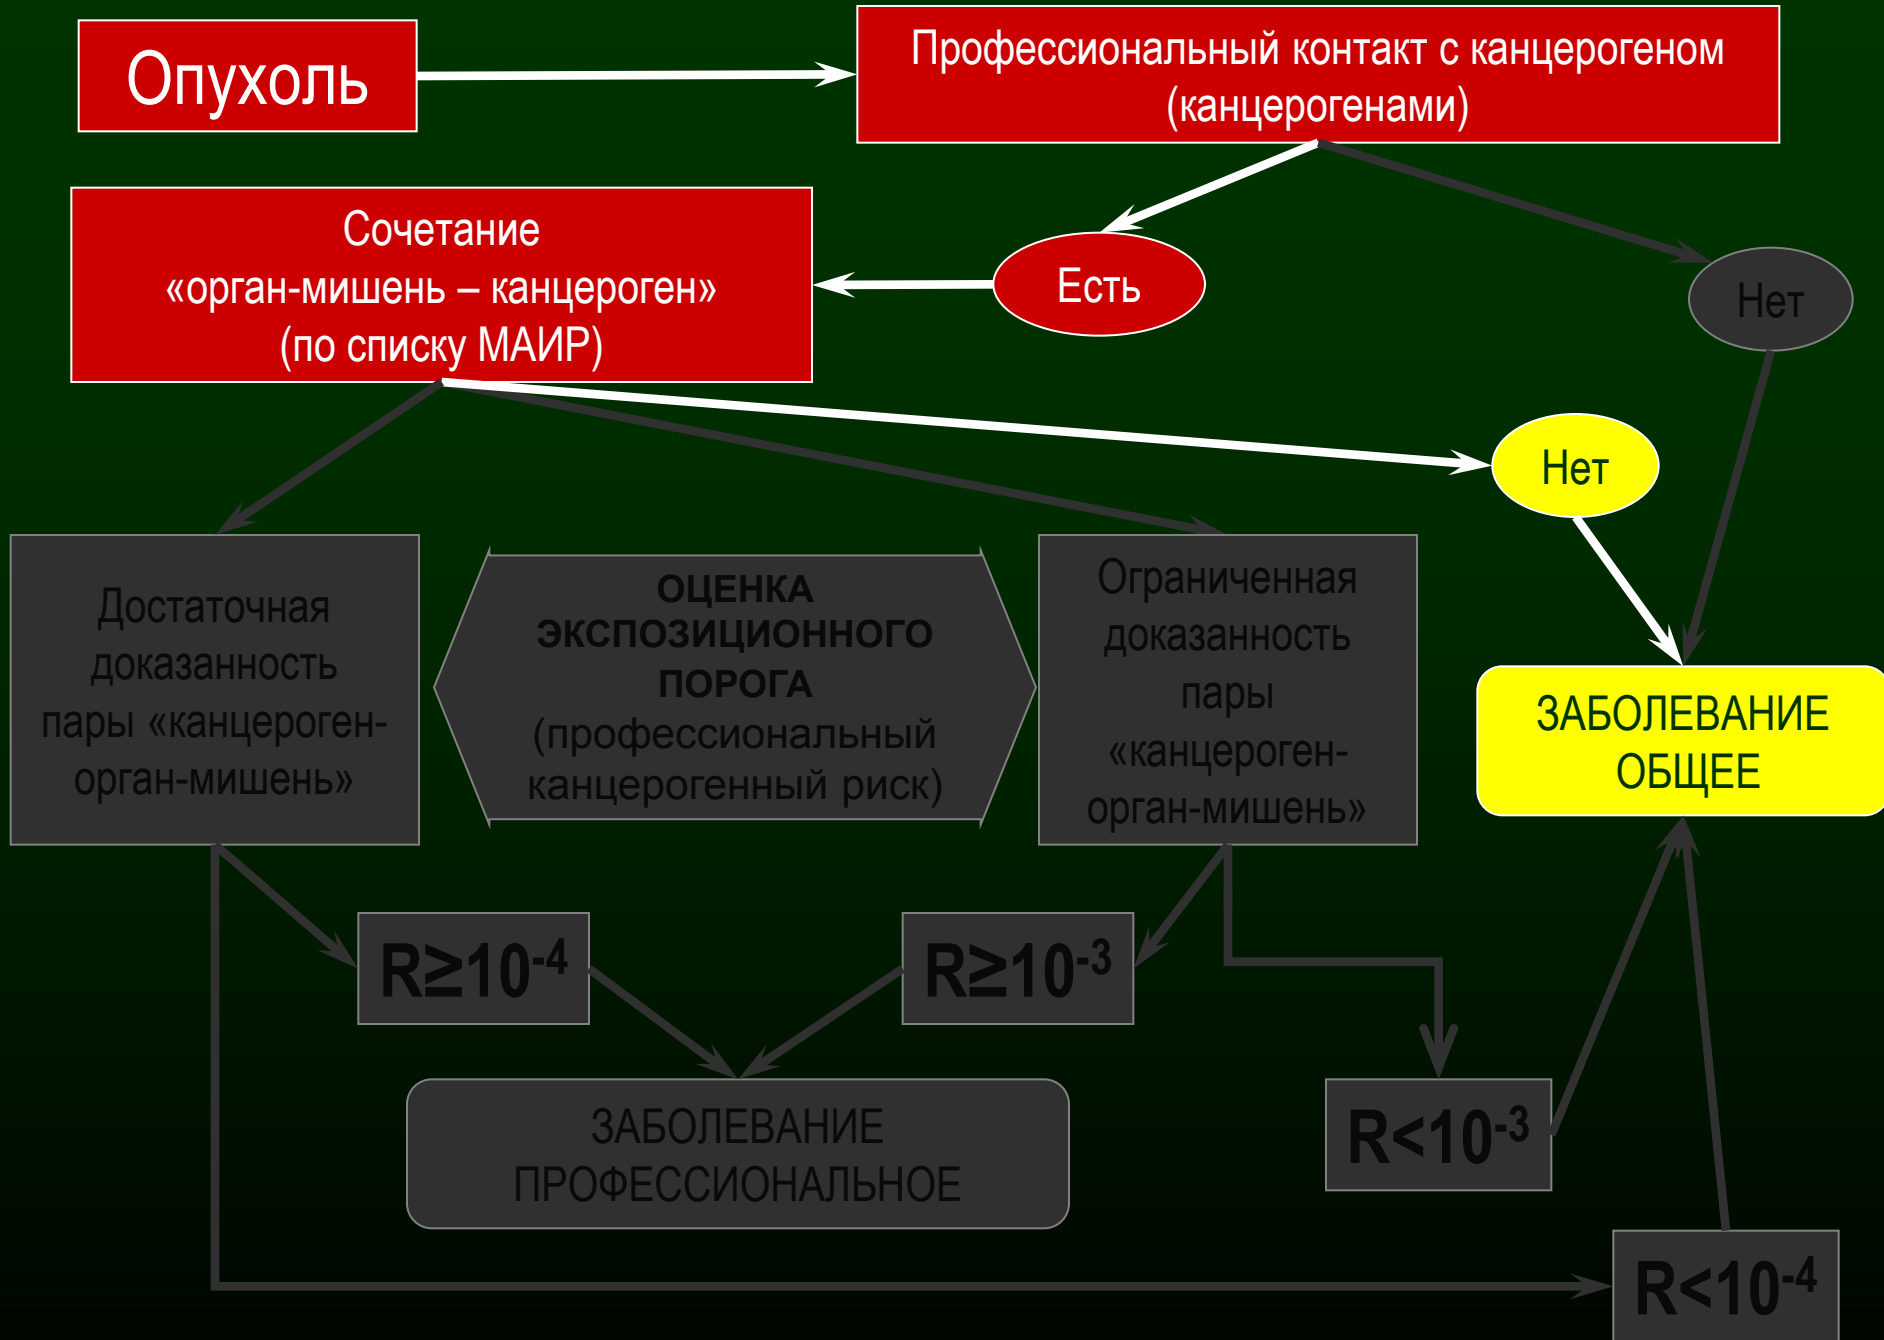 Опухоль
Профессиональный контакт с канцерогеном
(канцерогенами)
Сочетание
«орган-мишень – канцероген»
(по списку МАИР)
Есть
Нет
Нет
Достаточная
доказанность
пары «канцероген-
орган-мишень»
ОЦЕНКА
ЭКСПОЗИЦИОННОГО
ПОРОГА
(профессиональный
канцерогенный риск)
Ограниченная
доказанность
пары
«канцероген-
орган-мишень»
ЗАБОЛЕВАНИЕ
ОБЩЕЕ
R≥10⁻⁴
R≥10⁻³
ЗАБОЛЕВАНИЕ
ПРОФЕССИОНАЛЬНОЕ
R<10⁻³
R<10⁻⁴